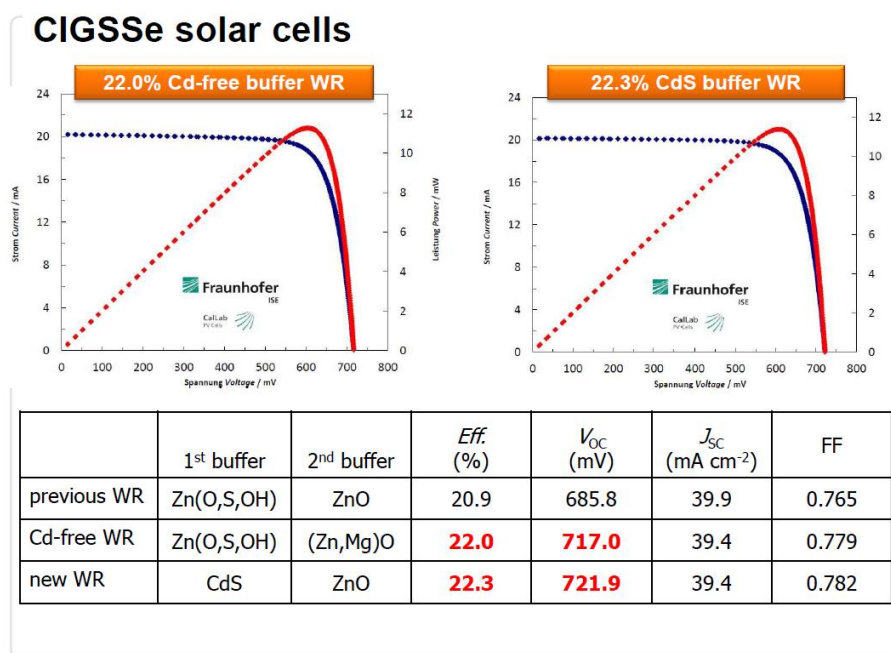 CIGSSe solar cells
22.0% Cd-free buffer WR
22.3% CdS buffer WR
24
20
16
12
8
4
0
Strom Current / mA
12
10
8
6
4
2
0
Leistung Power / mW
0 100 200 300 400 500 600 700 800
Spannung Voltage / mV
Fraunhofer
ISE
CalLab
PV Cells
24
20
16
12
8
4
0
Strom Current / mA
12
10
8
6
4
2
0
0 100 200 300 400 500 600 700 800
Spannung Voltage / mV
Fraunhofer
ISE
CalLab
PV Cells
1st buffer 2nd buffer Eff. (%) VOC (mV) JSC (mA cm-2) FF
previous WR Zn(O,S,OH) ZnO 20.9 685.8 39.9 0.765
Cd-free WR Zn(O,S,OH) (Zn,Mg)O 22.0 717.0 39.4 0.779
new WR CdS ZnO 22.3 721.9 39.4 0.782